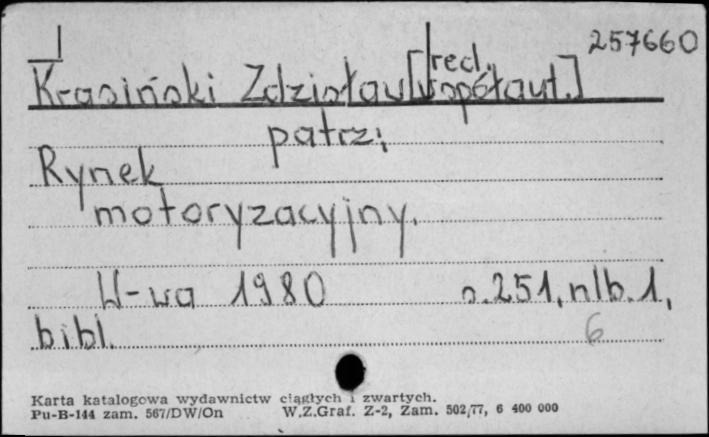 I
257660
Krasiński Zdzisław [red. współaut.]
patrz:
Rynek
motoryzacyjny.
W-wa 1980 s.251, nlb.1,
bibl.
6
Karta katalogowa wydawnictw ciągłych i zwartych.
Pu-B-144 zam. 567/DW/On W.Z.Graf. Z-2, Zam. 502/77, 6 400 000